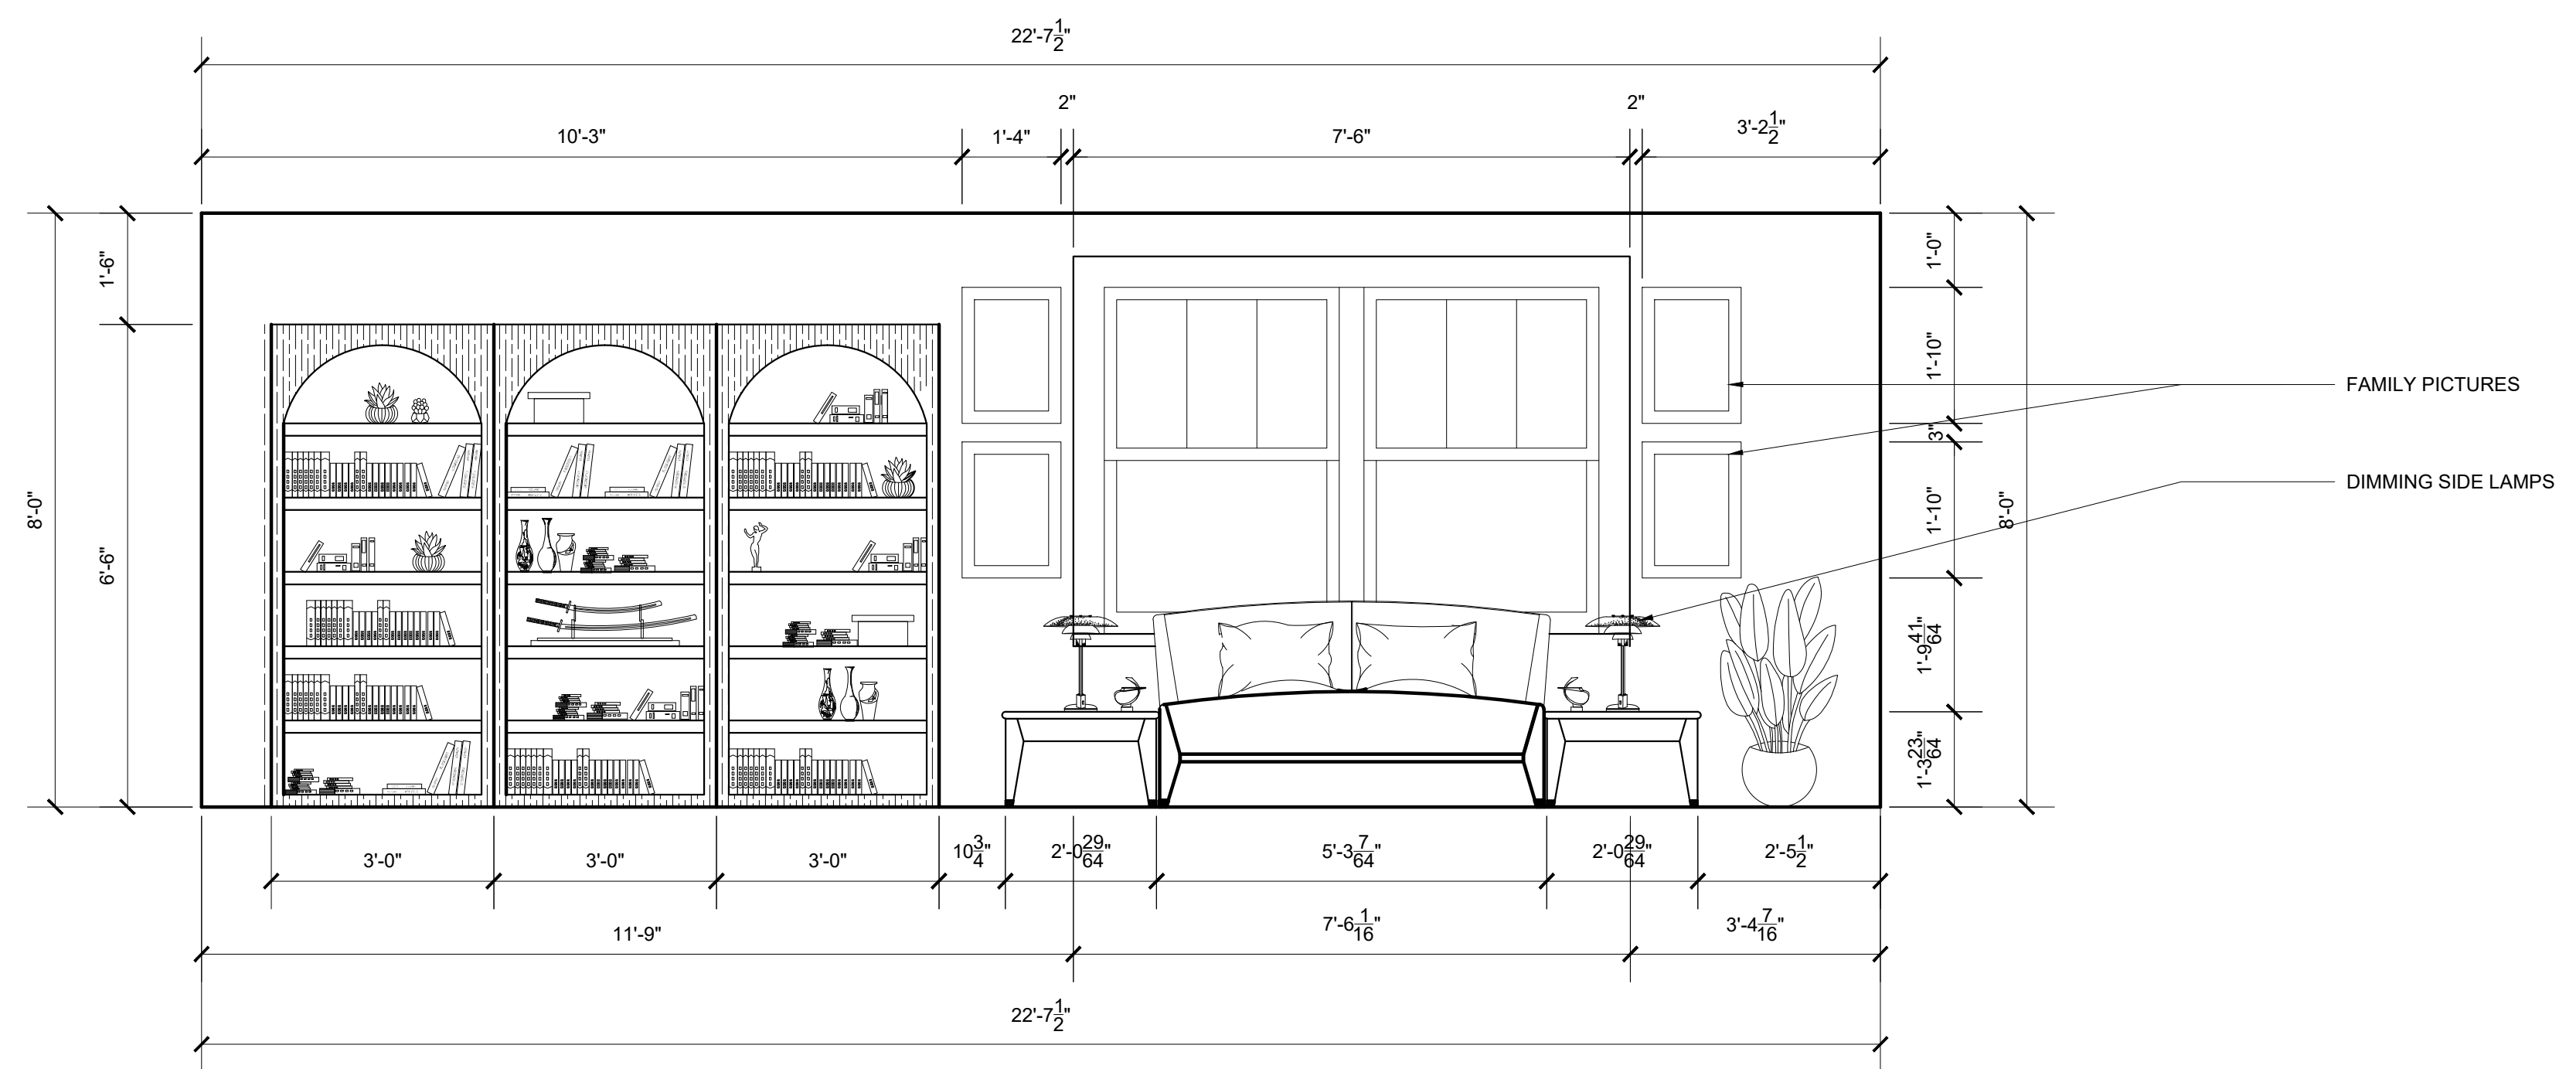 22'-7 1/2"
2" 2"
10'-3" 1'-4" 7'-6" 3'-2 1/2"
1'-6" 1'-0"
1'-10"
FAMILY PICTURES
3"
DIMMING SIDE LAMPS
8'-0" 1'-10" 8'-0"
6'-6"
1'-9 41/64"
1'-3 23/64"
3'-0" 3'-0" 3'-0" 10 3/4" 2'-0 29/64" 5'-3 7/64" 2'-0 29/64" 2'-5 1/2"
11'-9" 7'-6 1/16" 3'-4 7/16"
22'-7 1/2"